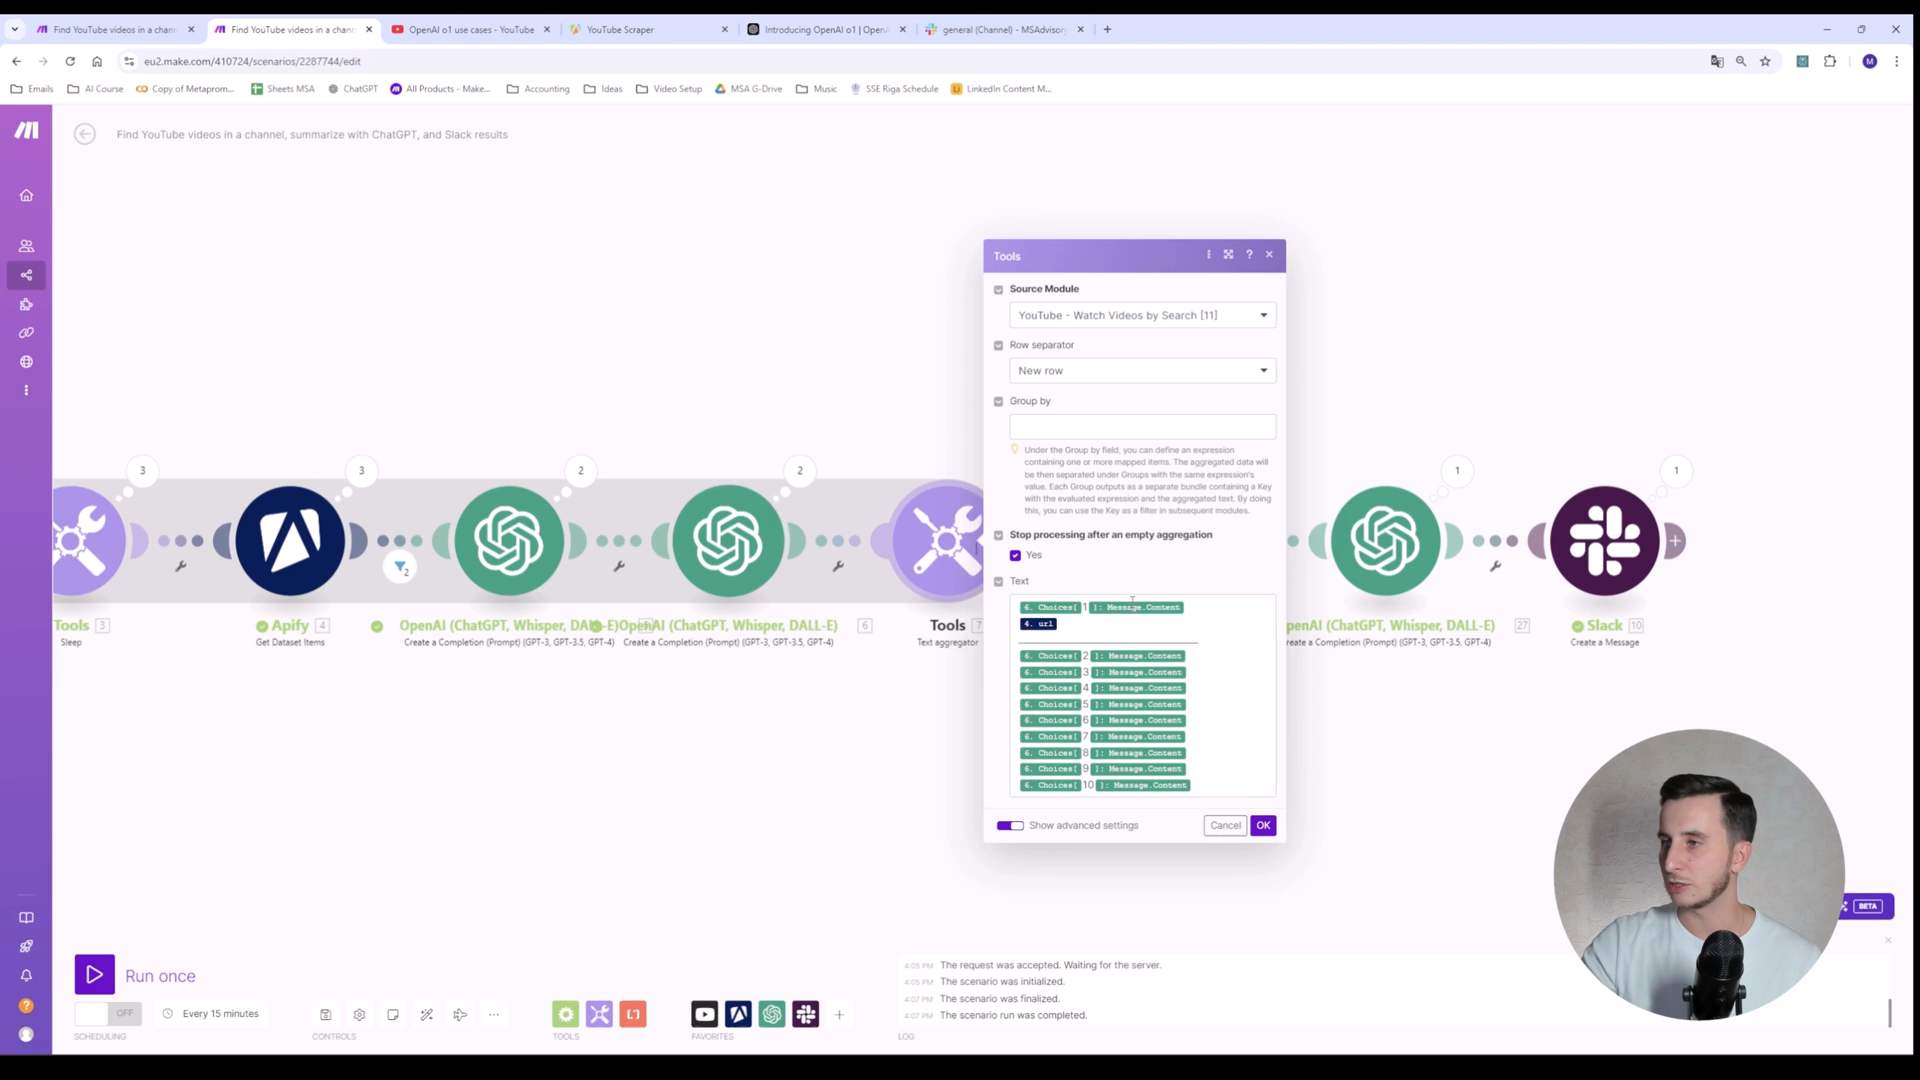 Find YouTube videos in a chann
Find YouTube videos in a chann
OpenAI o1 use cases - YouTube
YouTube Scraper
Introducing OpenAI o1 | OpenA
general (Channel) - MSAdvisory
eu2.make.com/410724/scenarios/2287744/edit
M
Emails
AI Course
Copy of Metaprom...
Sheets MSA
ChatGPT
All Products - Make...
Accounting
Ideas
Video Setup
MSA G-Drive
Music
SSE Riga Schedule
LinkedIn Content M...
Find YouTube videos in a channel, summarize with ChatGPT, and Slack results
Tools
Source Module
YouTube - Watch Videos by Search [11]
Row separator
New row
Group by
Under the Group by field, you can define an expression
containing one or more mapped items. The aggregated data will
be then separated under Groups with the same expression's
value. Each Group outputs as a separate bundle containing a Key
with the evaluated expression and the aggregated text. By doing
this, you can use the Key as a filter in subsequent modules.
Stop processing after an empty aggregation
Yes
Text
6. Choices[ 1 ]: Message.Content
4. url
6. Choices[ 2 ]: Message.Content
6. Choices[ 3 ]: Message.Content
6. Choices[ 4 ]: Message.Content
6. Choices[ 5 ]: Message.Content
6. Choices[ 6 ]: Message.Content
6. Choices[ 7 ]: Message.Content
6. Choices[ 8 ]: Message.Content
6. Choices[ 9 ]: Message.Content
6. Choices[ 10 ]: Message.Content
Show advanced settings
Cancel
OK
3
3
2
2
1
1
2
Tools 3
Sleep
Apify 4
Get Dataset Items
OpenAI (ChatGPT, Whisper, DALL-E)
Create a Completion (Prompt) (GPT-3, GPT-3.5, GPT-4)
OpenAI (ChatGPT, Whisper, DALL-E) 6
Create a Completion (Prompt) (GPT-3, GPT-3.5, GPT-4)
Tools 7
Text aggregator
penAI (ChatGPT, Whisper, DALL-E) 27
reate a Completion (Prompt) (GPT-3, GPT-3.5, GPT-4)
Slack 10
Create a Message
BETA
Run once
OFF
Every 15 minutes
SCHEDULING
CONTROLS
TOOLS
FAVORITES
LOG
4:05 PM The request was accepted. Waiting for the server.
4:05 PM The scenario was initialized.
4:07 PM The scenario was finalized.
4:07 PM The scenario run was completed.